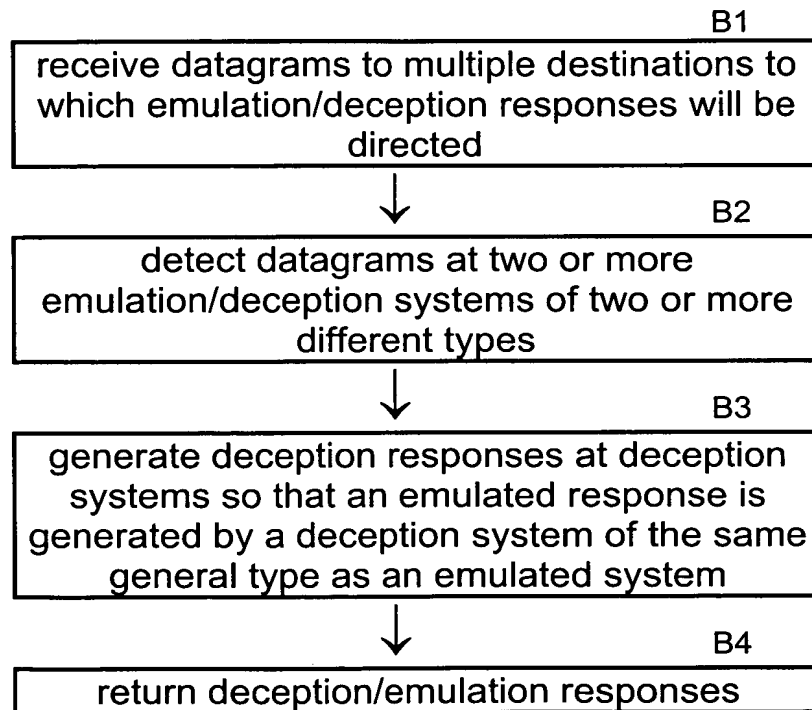 B1
receive datagrams to multiple destinations to
which emulation/deception responses will be
directed
B2
detect datagrams at two or more
emulation/deception systems of two or more
different types
B3
generate deception responses at deception
systems so that an emulated response is
generated by a deception system of the same
general type as an emulated system
B4
return deception/emulation responses